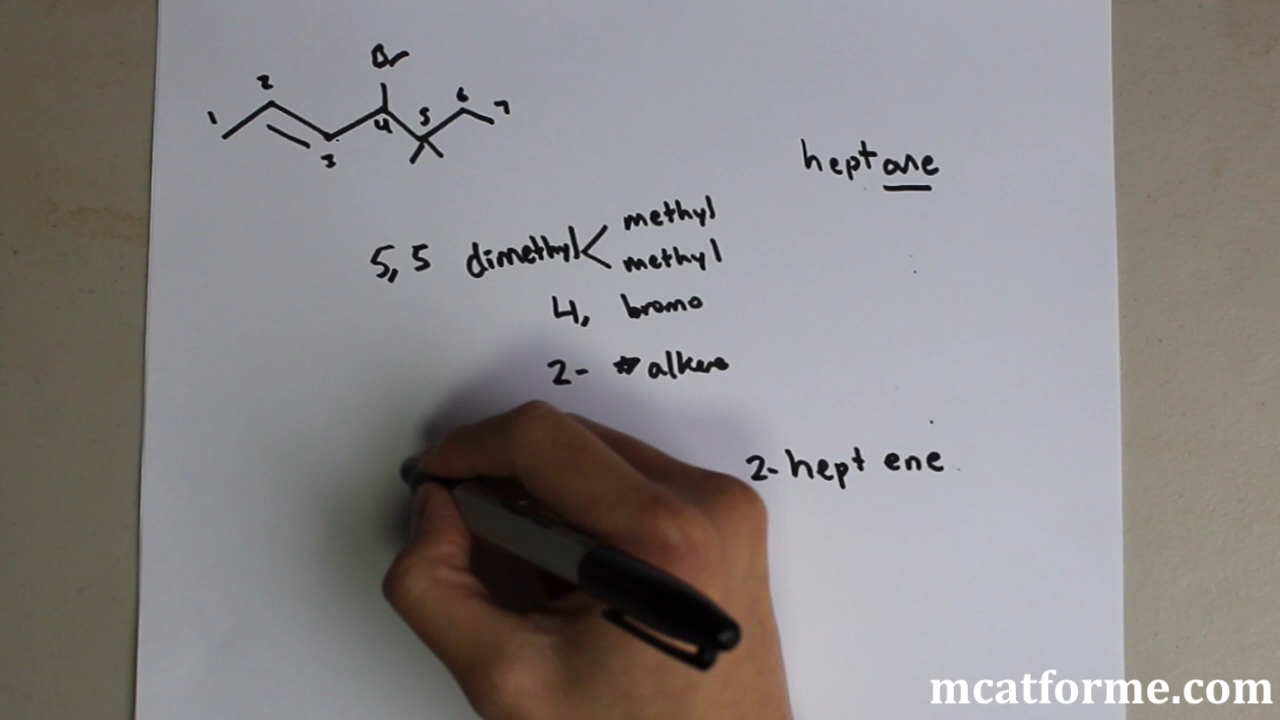 Br
1 2 3 4 5 6 7
heptane
5,5 dimethyl < methyl
methyl
4, bromo
2- alkene
2-hept ene
mcatforme.com